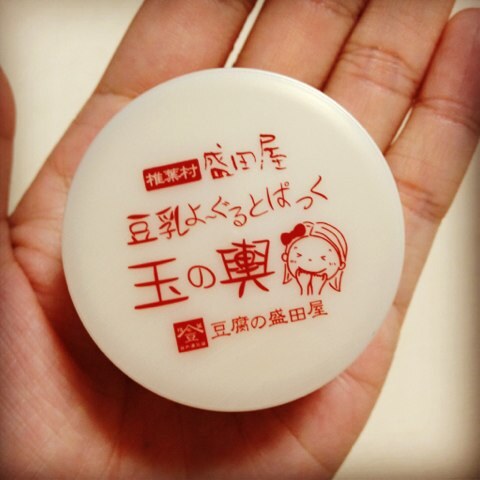 椎葉村 盛田屋
豆乳よ～ぐるとぱっく
玉の輿
豆腐の盛田屋